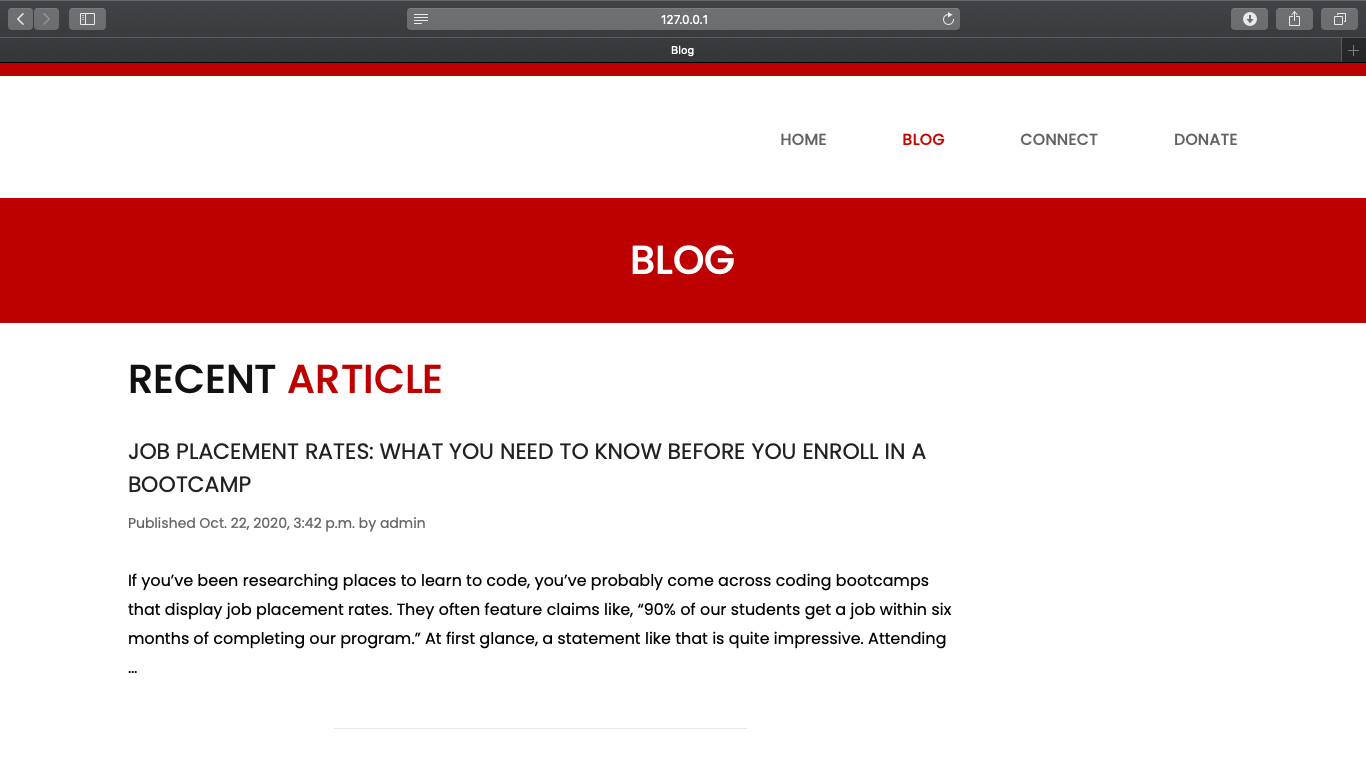 127.0.0.1
Blog
HOME BLOG CONNECT DONATE
BLOG
RECENT ARTICLE
JOB PLACEMENT RATES: WHAT YOU NEED TO KNOW BEFORE YOU ENROLL IN A
BOOTCAMP
Published Oct. 22, 2020, 3:42 p.m. by admin
If you’ve been researching places to learn to code, you’ve probably come across coding bootcamps
that display job placement rates. They often feature claims like, “90% of our students get a job within six
months of completing our program.” At first glance, a statement like that is quite impressive. Attending
…